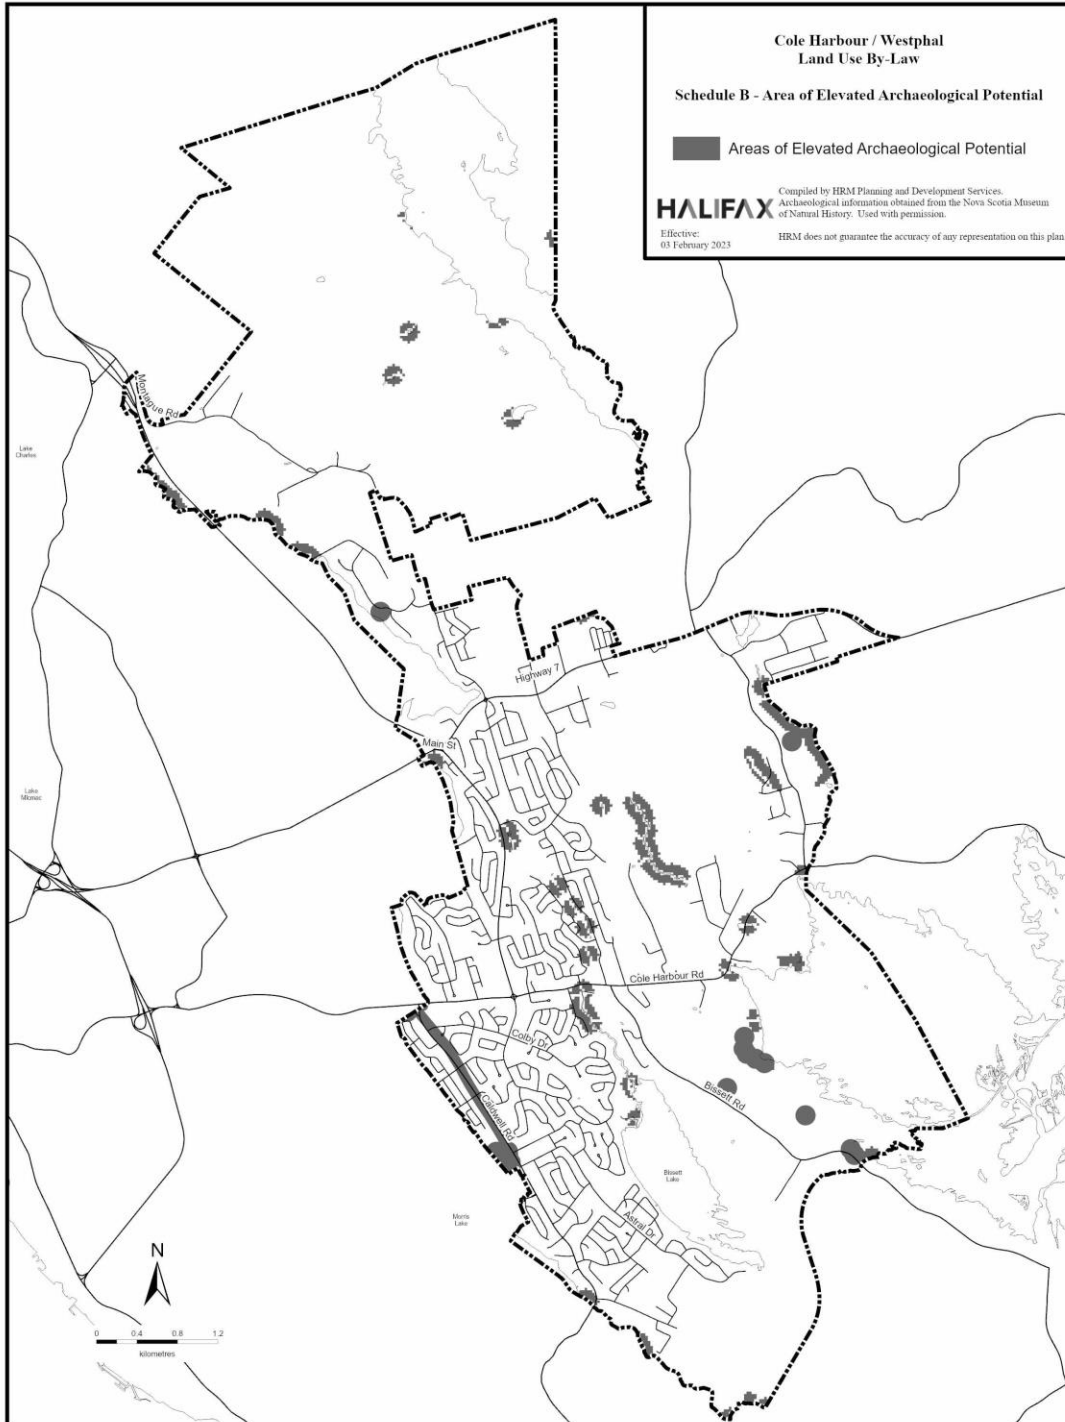 Cole Harbour / Westphal
Land Use By-Law
Schedule B - Area of Elevated Archaeological Potential
Areas of Elevated Archaeological Potential
HALIFAX
Compiled by HRM Planning and Development Services.
Archaeological information obtained from the Nova Scotia Museum
of Natural History. Used with permission.
Effective:
03 February 2023
HRM does not guarantee the accuracy of any representation on this plan
Montague Rd
Lake
Charles
Highway 7
Main St
Lake
Micmac
Cole Harbour Rd
Colby Dr
Caldwell Rd
Bissett Rd
Bissett
Lake
Morris
Lake
Astral Dr
N
0 0.4 0.8 1.2
kilometres